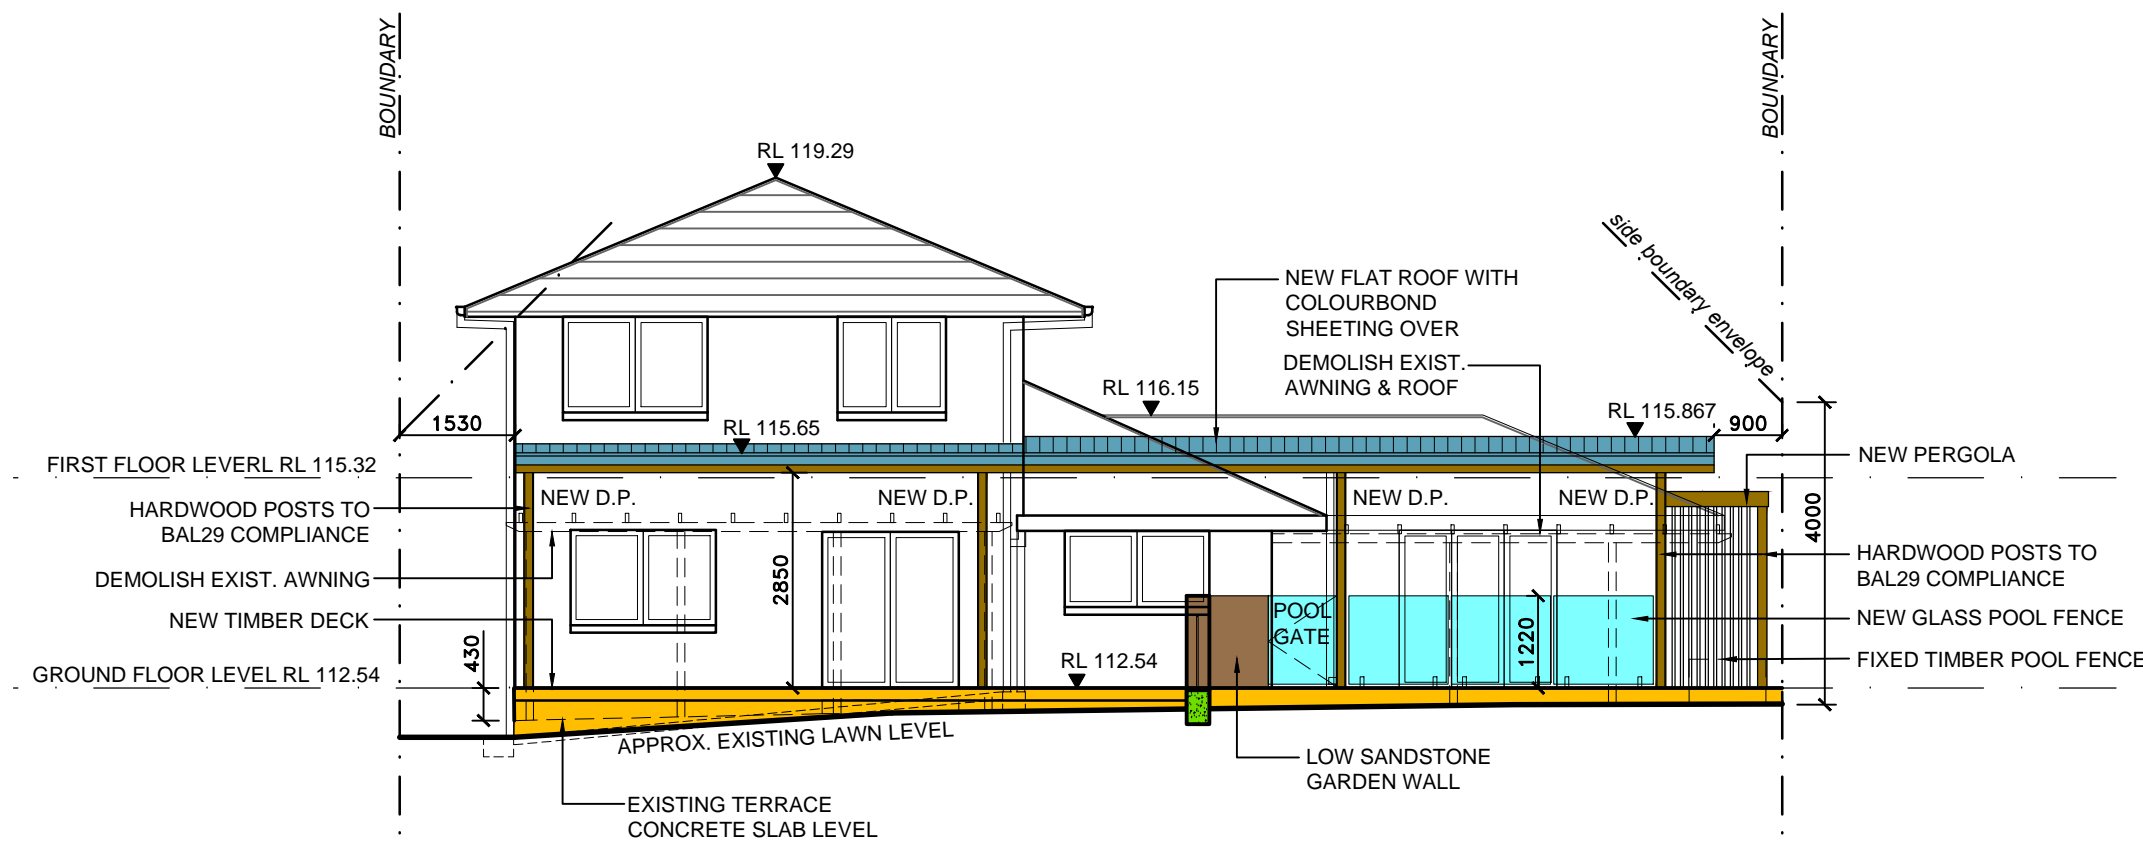 BOUNDARY
BOUNDARY
RL 119.29
side boundary envelope
NEW FLAT ROOF WITH
COLOURBOND
SHEETING OVER
DEMOLISH EXIST.
AWNING & ROOF
RL 116.15
RL 115.867
1530
RL 115.65
900
FIRST FLOOR LEVERL RL 115.32
NEW PERGOLA
HARDWOOD POSTS TO
BAL29 COMPLIANCE
NEW D.P.
NEW D.P.
NEW D.P.
NEW D.P.
4000
HARDWOOD POSTS TO
BAL29 COMPLIANCE
DEMOLISH EXIST. AWNING
2850
NEW TIMBER DECK
POOL
GATE
1220
NEW GLASS POOL FENCE
430
GROUND FLOOR LEVEL RL 112.54
RL 112.54
FIXED TIMBER POOL FENCE
APPROX. EXISTING LAWN LEVEL
LOW SANDSTONE
GARDEN WALL
EXISTING TERRACE
CONCRETE SLAB LEVEL